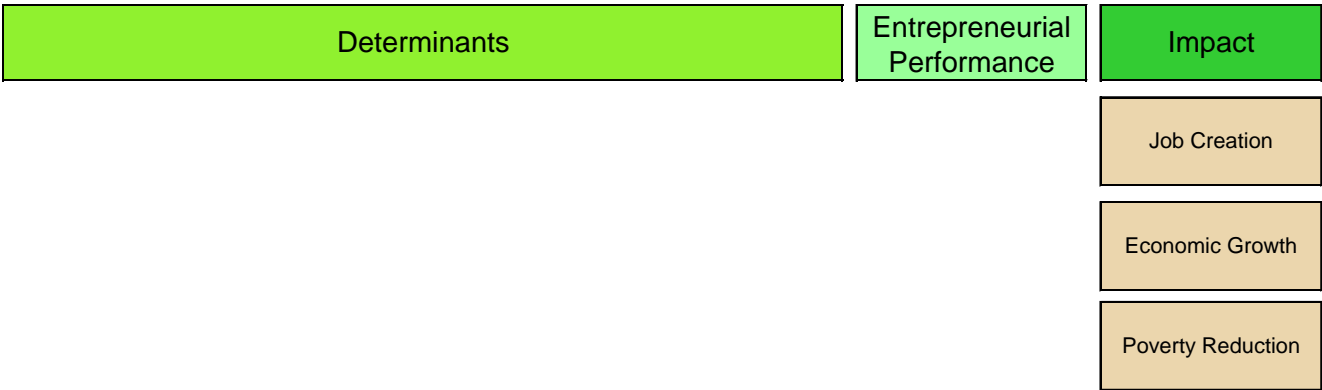 Determinants
Entrepreneurial
Performance
Impact
Job Creation
Economic Growth
Poverty Reduction